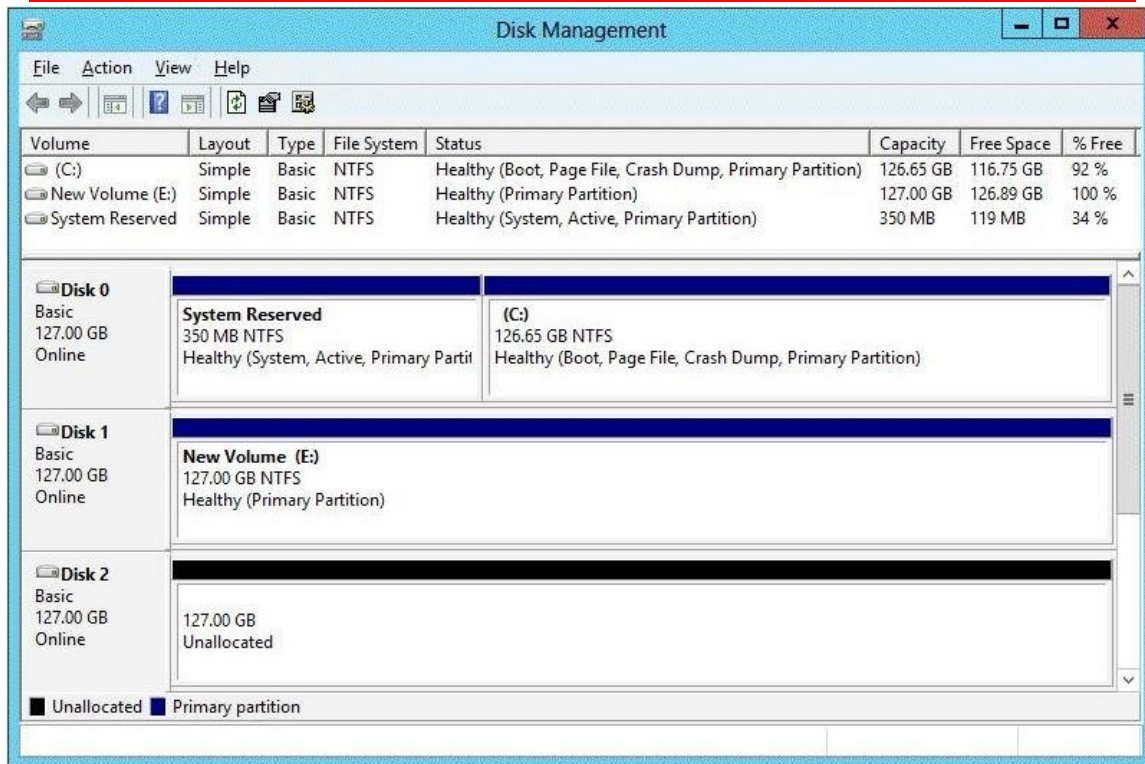 Disk Management
File Action View Help
Volume Layout Type File System Status Capacity Free Space % Free
(C:) Simple Basic NTFS Healthy (Boot, Page File, Crash Dump, Primary Partition) 126.65 GB 116.75 GB 92 %
New Volume (E:) Simple Basic NTFS Healthy (Primary Partition) 127.00 GB 126.89 GB 100 %
System Reserved Simple Basic NTFS Healthy (System, Active, Primary Partition) 350 MB 119 MB 34 %
Disk 0
Basic
127.00 GB
Online
System Reserved
350 MB NTFS
Healthy (System, Active, Primary Partit
(C:)
126.65 GB NTFS
Healthy (Boot, Page File, Crash Dump, Primary Partition)
Disk 1
Basic
127.00 GB
Online
New Volume (E:)
127.00 GB NTFS
Healthy (Primary Partition)
Disk 2
Basic
127.00 GB
Online
127.00 GB
Unallocated
Unallocated Primary partition